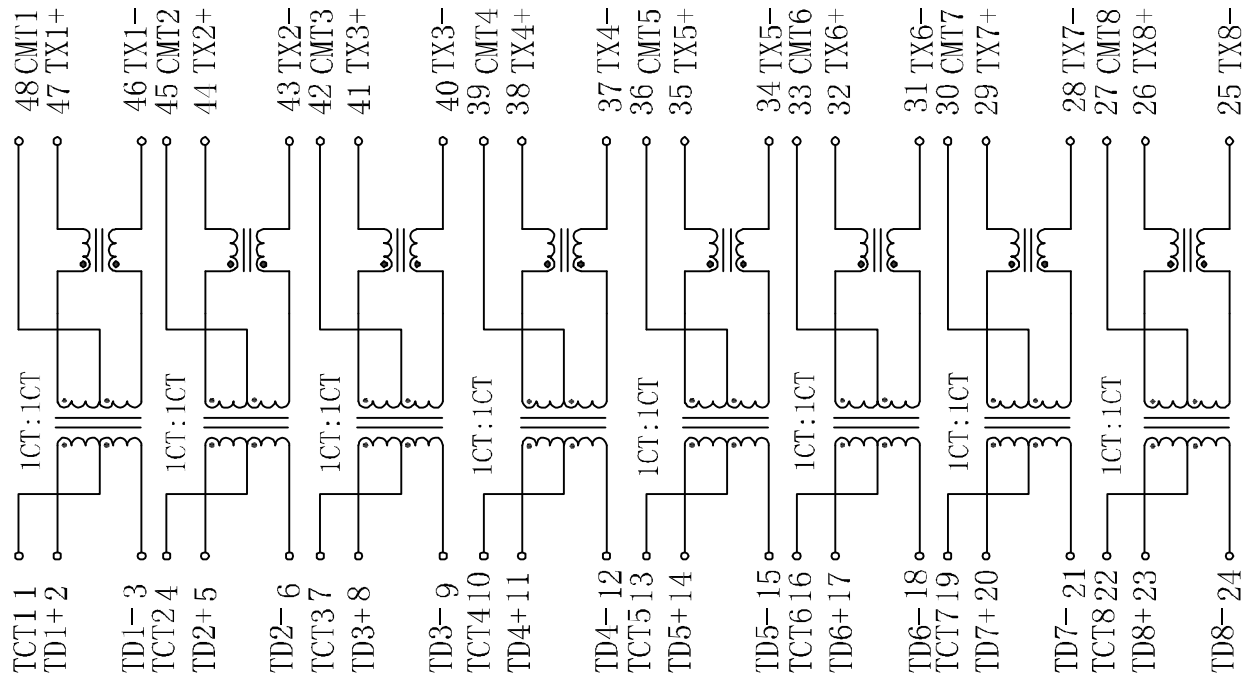 48 CMT1
47 TX1+
46 TX1-
45 CMT2
44 TX2+
43 TX2-
42 CMT3
41 TX3+
40 TX3-
39 CMT4
38 TX4+
37 TX4-
36 CMT5
35 TX5+
34 TX5-
33 CMT6
32 TX6+
31 TX6-
30 CMT7
29 TX7+
28 TX7-
27 CMT8
26 TX8+
25 TX8-
1CT:1CT
1CT:1CT
1CT:1CT
1CT:1CT
1CT:1CT
1CT:1CT
1CT:1CT
1CT:1CT
TCT1 1
TD1+ 2
TD1- 3
TCT2 4
TD2+ 5
TD2- 6
TCT3 7
TD3+ 8
TD3- 9
TCT4 10
TD4+ 11
TD4- 12
TCT5 13
TD5+ 14
TD5- 15
TCT6 16
TD6+ 17
TD6- 18
TCT7 19
TD7+ 20
TD7- 21
TCT8 22
TD8+ 23
TD8- 24